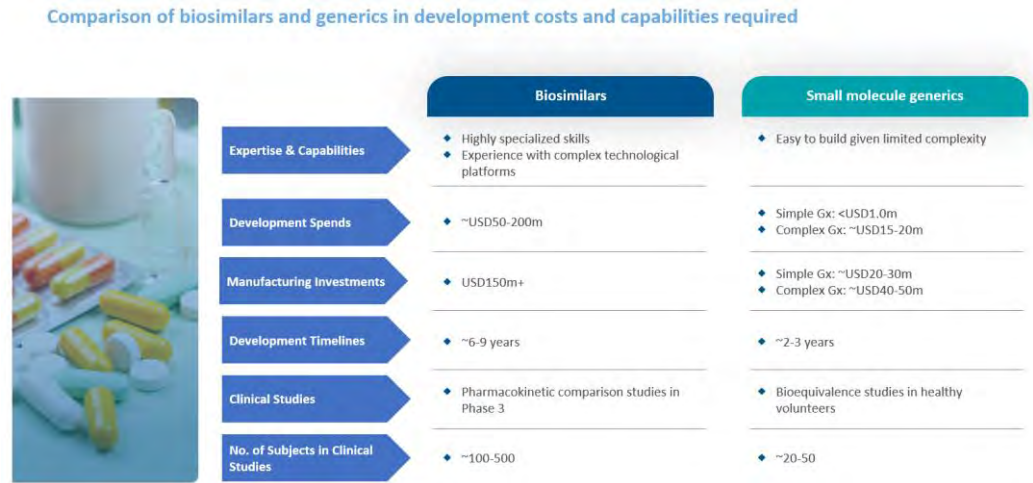 Comparison of biosimilars and generics in development costs and capabilities required
Biosimilars
Small molecule generics
Expertise & Capabilities
Highly specialized skills
Experience with complex technological
platforms
Easy to build given limited complexity
Development Spends
~USD50-200m
Simple Gx: <USD1.0m
Complex Gx: ~USD15-20m
Manufacturing Investments
USD150m+
Simple Gx: ~USD20-30m
Complex Gx: ~USD40-50m
Development Timelines
~6-9 years
~2-3 years
Clinical Studies
Pharmacokinetic comparison studies in
Phase 3
Bioequivalence studies in healthy
volunteers
No. of Subjects in Clinical
Studies
~100-500
~20-50